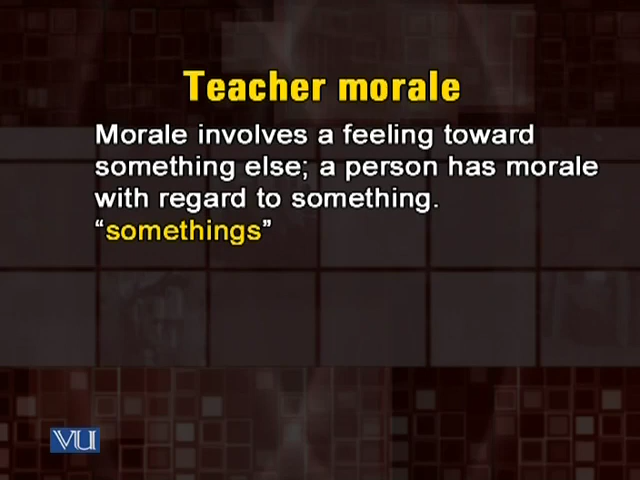 Teacher morale
Morale involves a feeling toward
something else; a person has morale
with regard to something.
“somethings”
VU